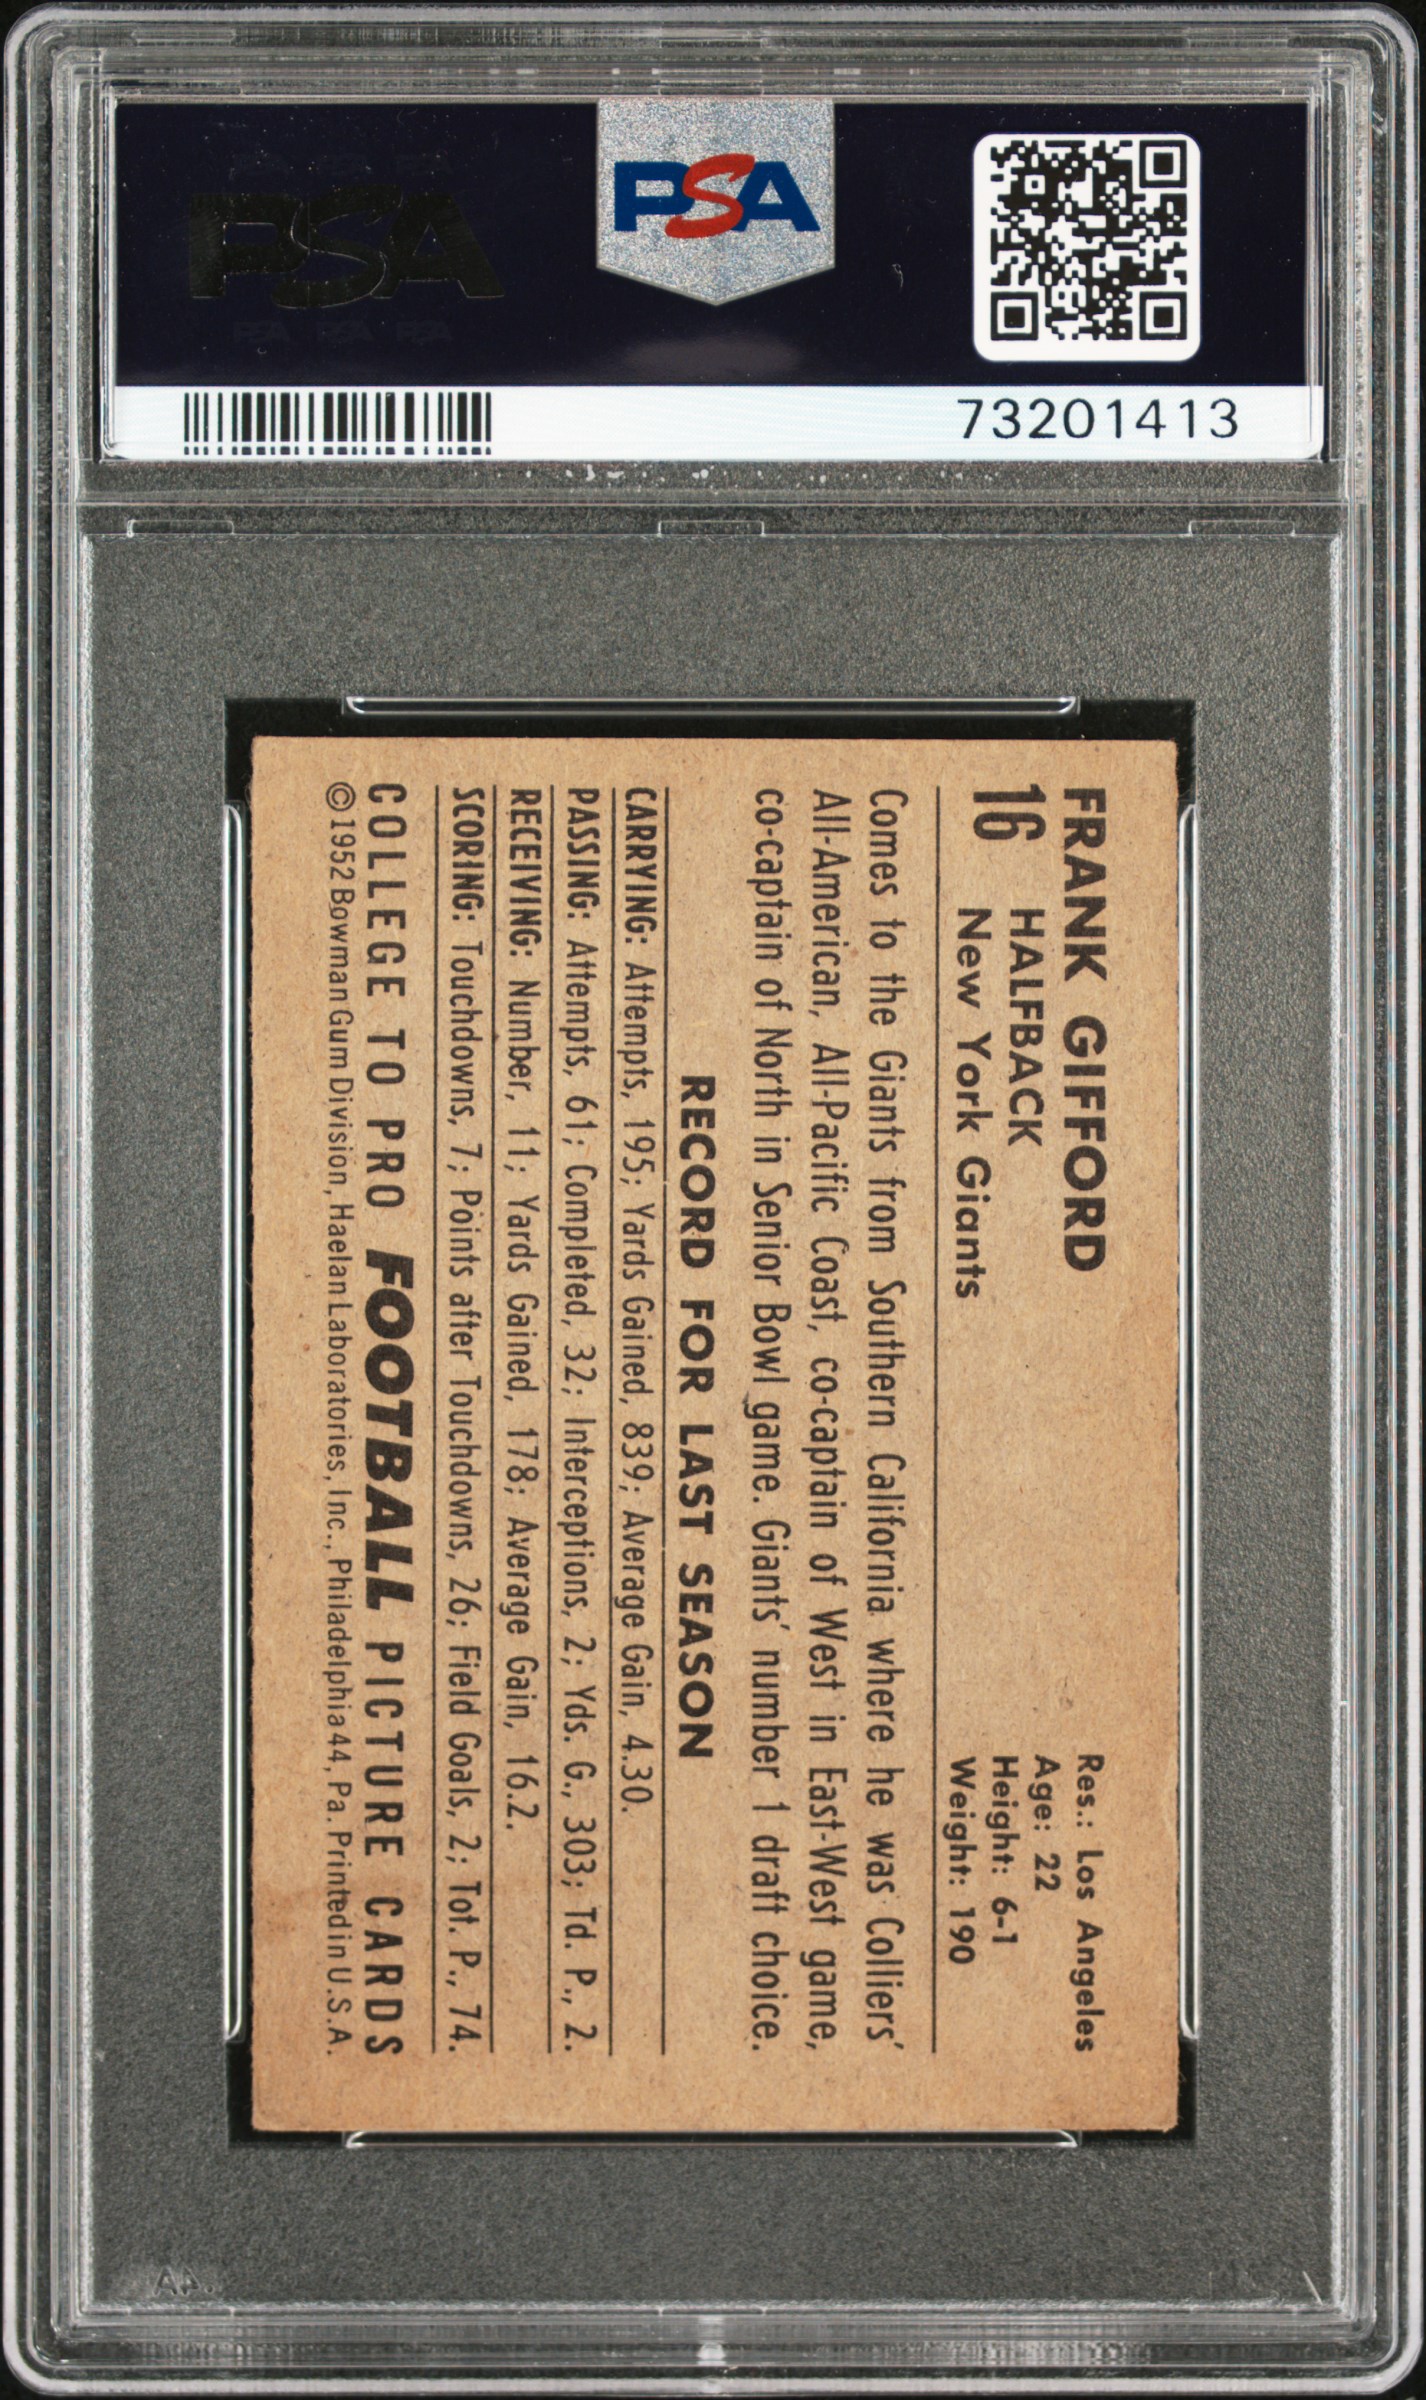 PSA
PSA
PSA PSA PSA
73201413
FRANK GIFFORD
16 HALFBACK
New York Giants
Res.: Los Angeles
Age: 22
Height: 6-1
Weight: 190
Comes to the Giants from Southern California where he was Colliers'
All-American, All-Pacific Coast, co-captain of West in East-West game,
co-captain of North in Senior Bowl game. Giants' number 1 draft choice.
RECORD FOR LAST SEASON
CARRYING: Attempts, 195; Yards Gained, 839; Average Gain, 4.30.
PASSING: Attempts, 61; Completed, 32; Interceptions, 2; Yds. G., 303; Td. P., 2.
RECEIVING: Number, 11; Yards Gained, 178; Average Gain, 16.2.
SCORING: Touchdowns, 7; Points after Touchdowns, 26; Field Goals, 2; Tot. P., 74.
COLLEGE TO PRO FOOTBALL PICTURE CARDS
©1952 Bowman Gum Division, Haelan Laboratories, Inc., Philadelphia 44, Pa. Printed in U.S.A.